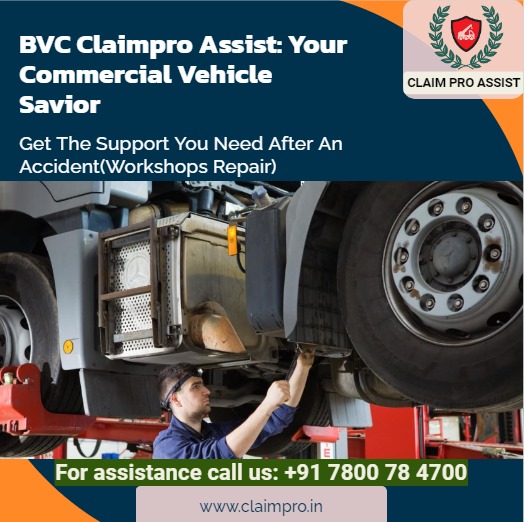 BVC Claimpro Assist: Your
Commercial Vehicle
Savior
CLAIM PRO ASSIST
Get The Support You Need After An
Accident(Workshops Repair)
For assistance call us: +91 7800 78 4700
www.claimpro.in